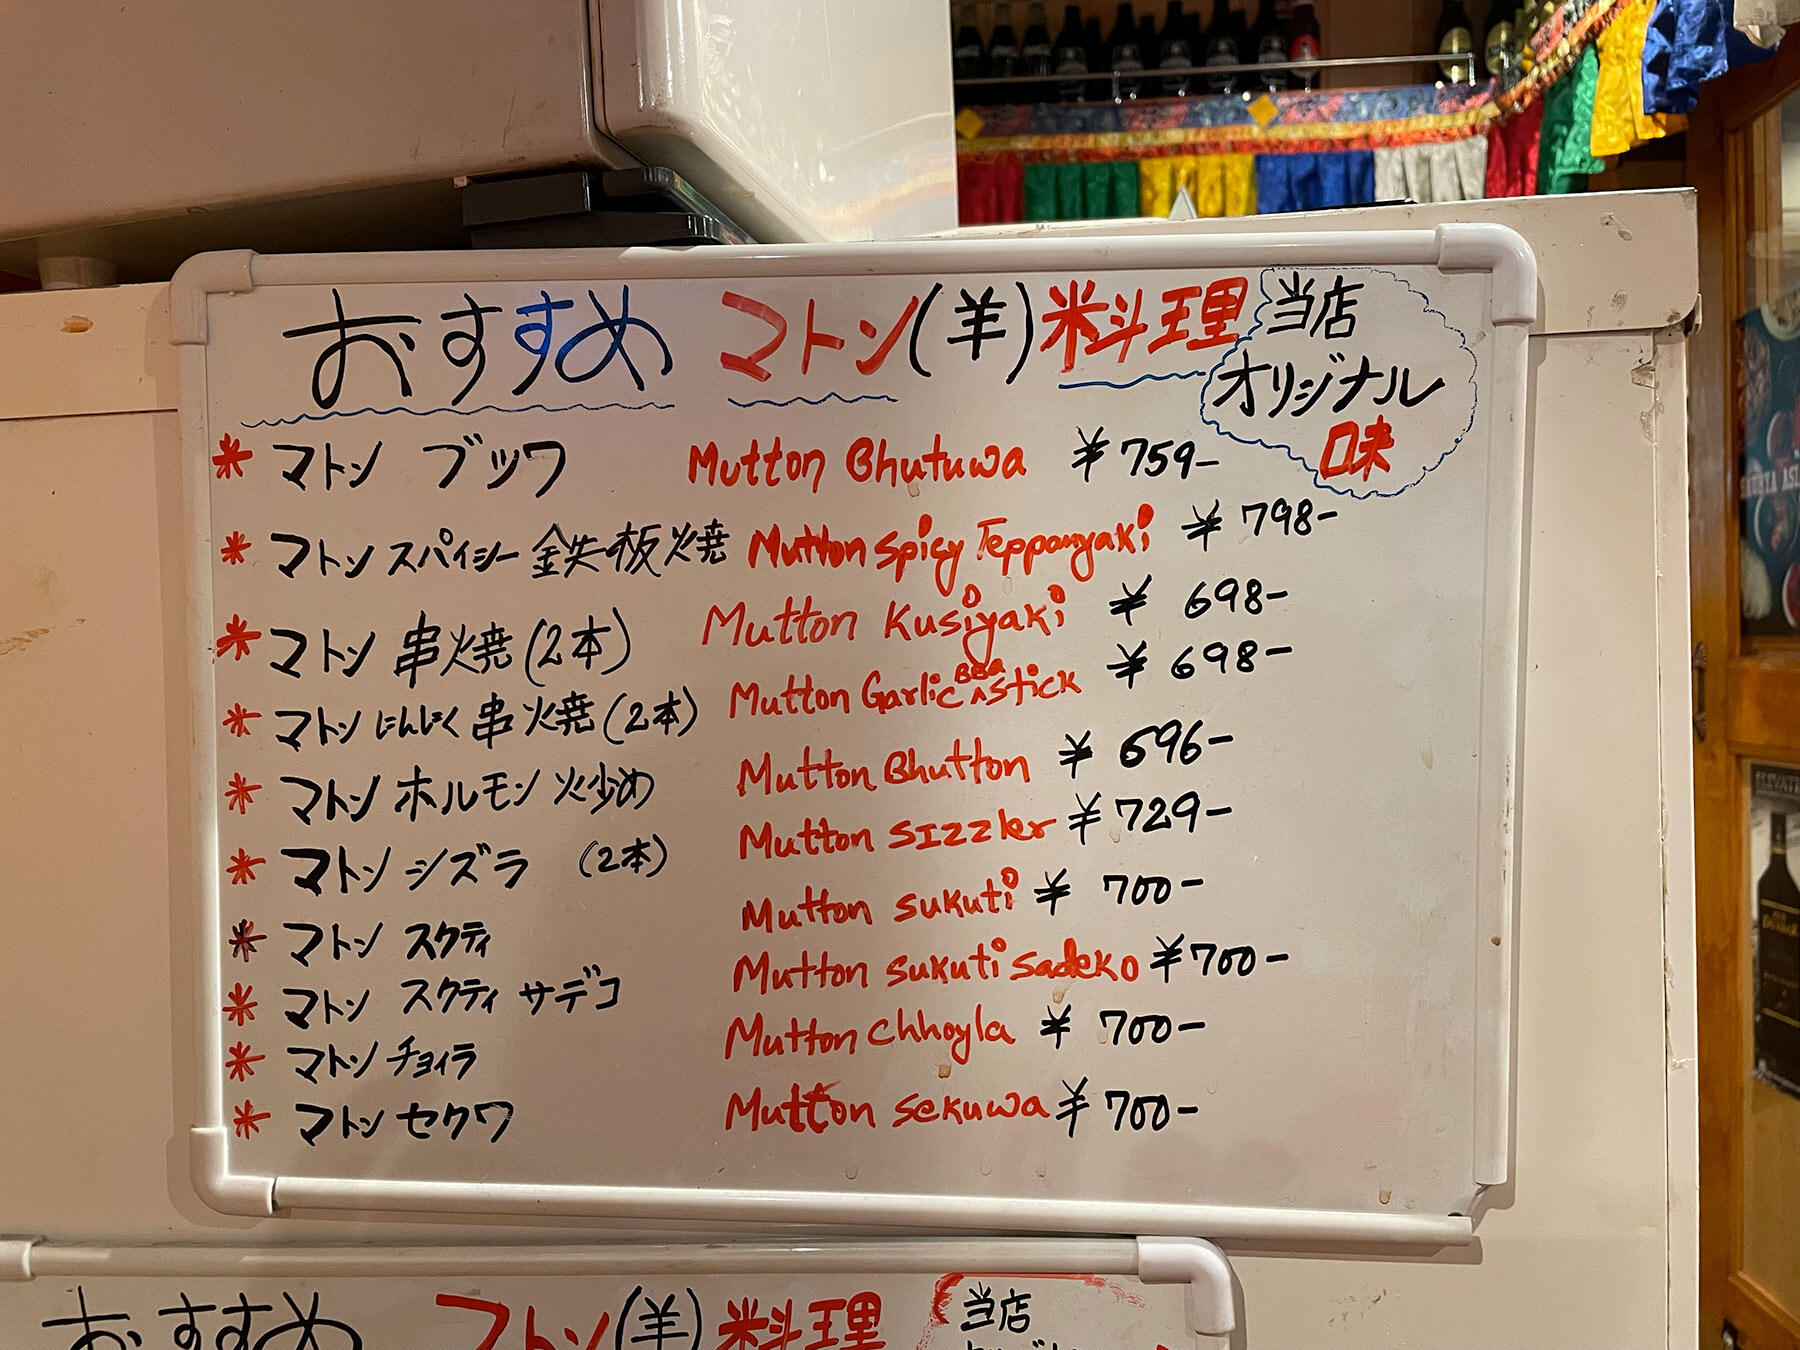 おすすめ マトン(羊)料理
当店
オリジナル
味
* マトン ブツワ Mutton Bhutuwa ¥759-
* マトン スパイシー 鉄板焼 Mutton Spicy Teppanyaki ¥798-
* マトン 串焼(2本) Mutton Kusiyaki ¥698-
* マトン にんにく 串焼(2本) Mutton Garlic BBQ Stick ¥698-
* マトン ホルモン 火少め Mutton Bhutton ¥696-
* マトン シズラ (2本) Mutton Sizzler ¥729-
* マトン スクティ Mutton sukuti ¥700-
* マトン スクティ サデコ Mutton sukuti sadeko ¥700-
* マトン チョイラ Mutton Chhoyla ¥700-
* マトン セクワ Mutton sekuwa ¥700-
おすすめ マトン(羊)料理
当店